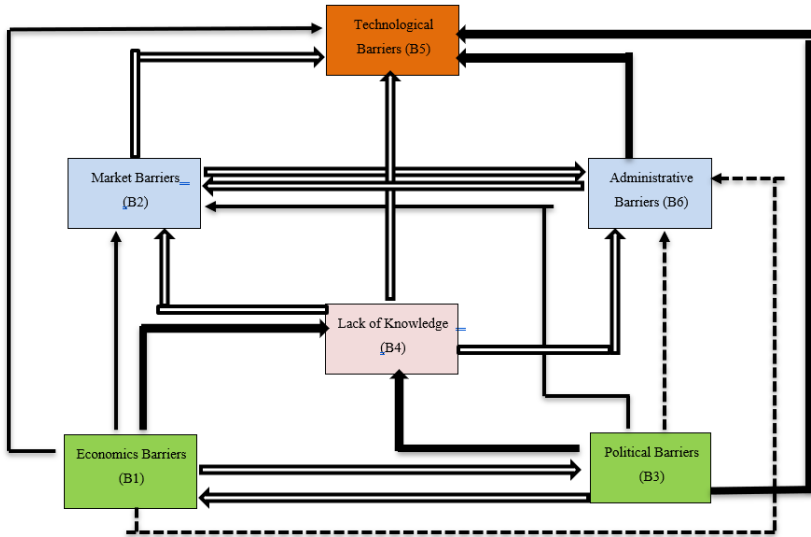 Technological
Barriers (B5)
Market Barriers
(B2)
Administrative
Barriers (B6)
Lack of Knowledge
(B4)
Economics Barriers
(B1)
Political Barriers
(B3)